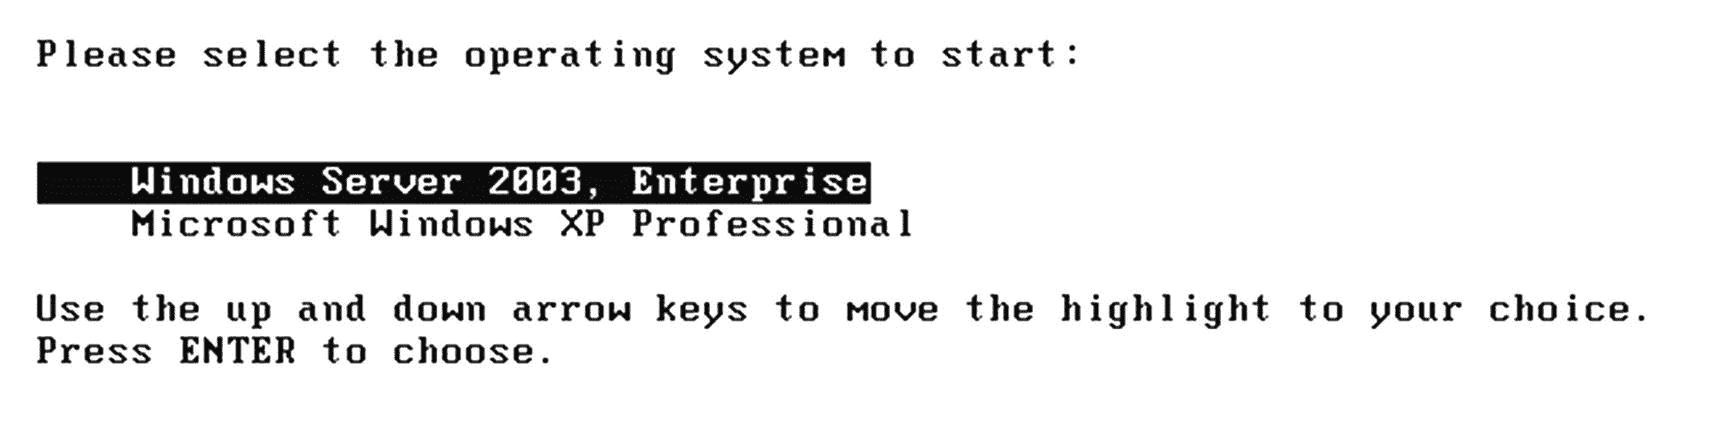 Please select the operating system to start:
Windows Server 2003, Enterprise
Microsoft Windows XP Professional
Use the up and down arrow keys to move the highlight to your choice.
Press ENTER to choose.